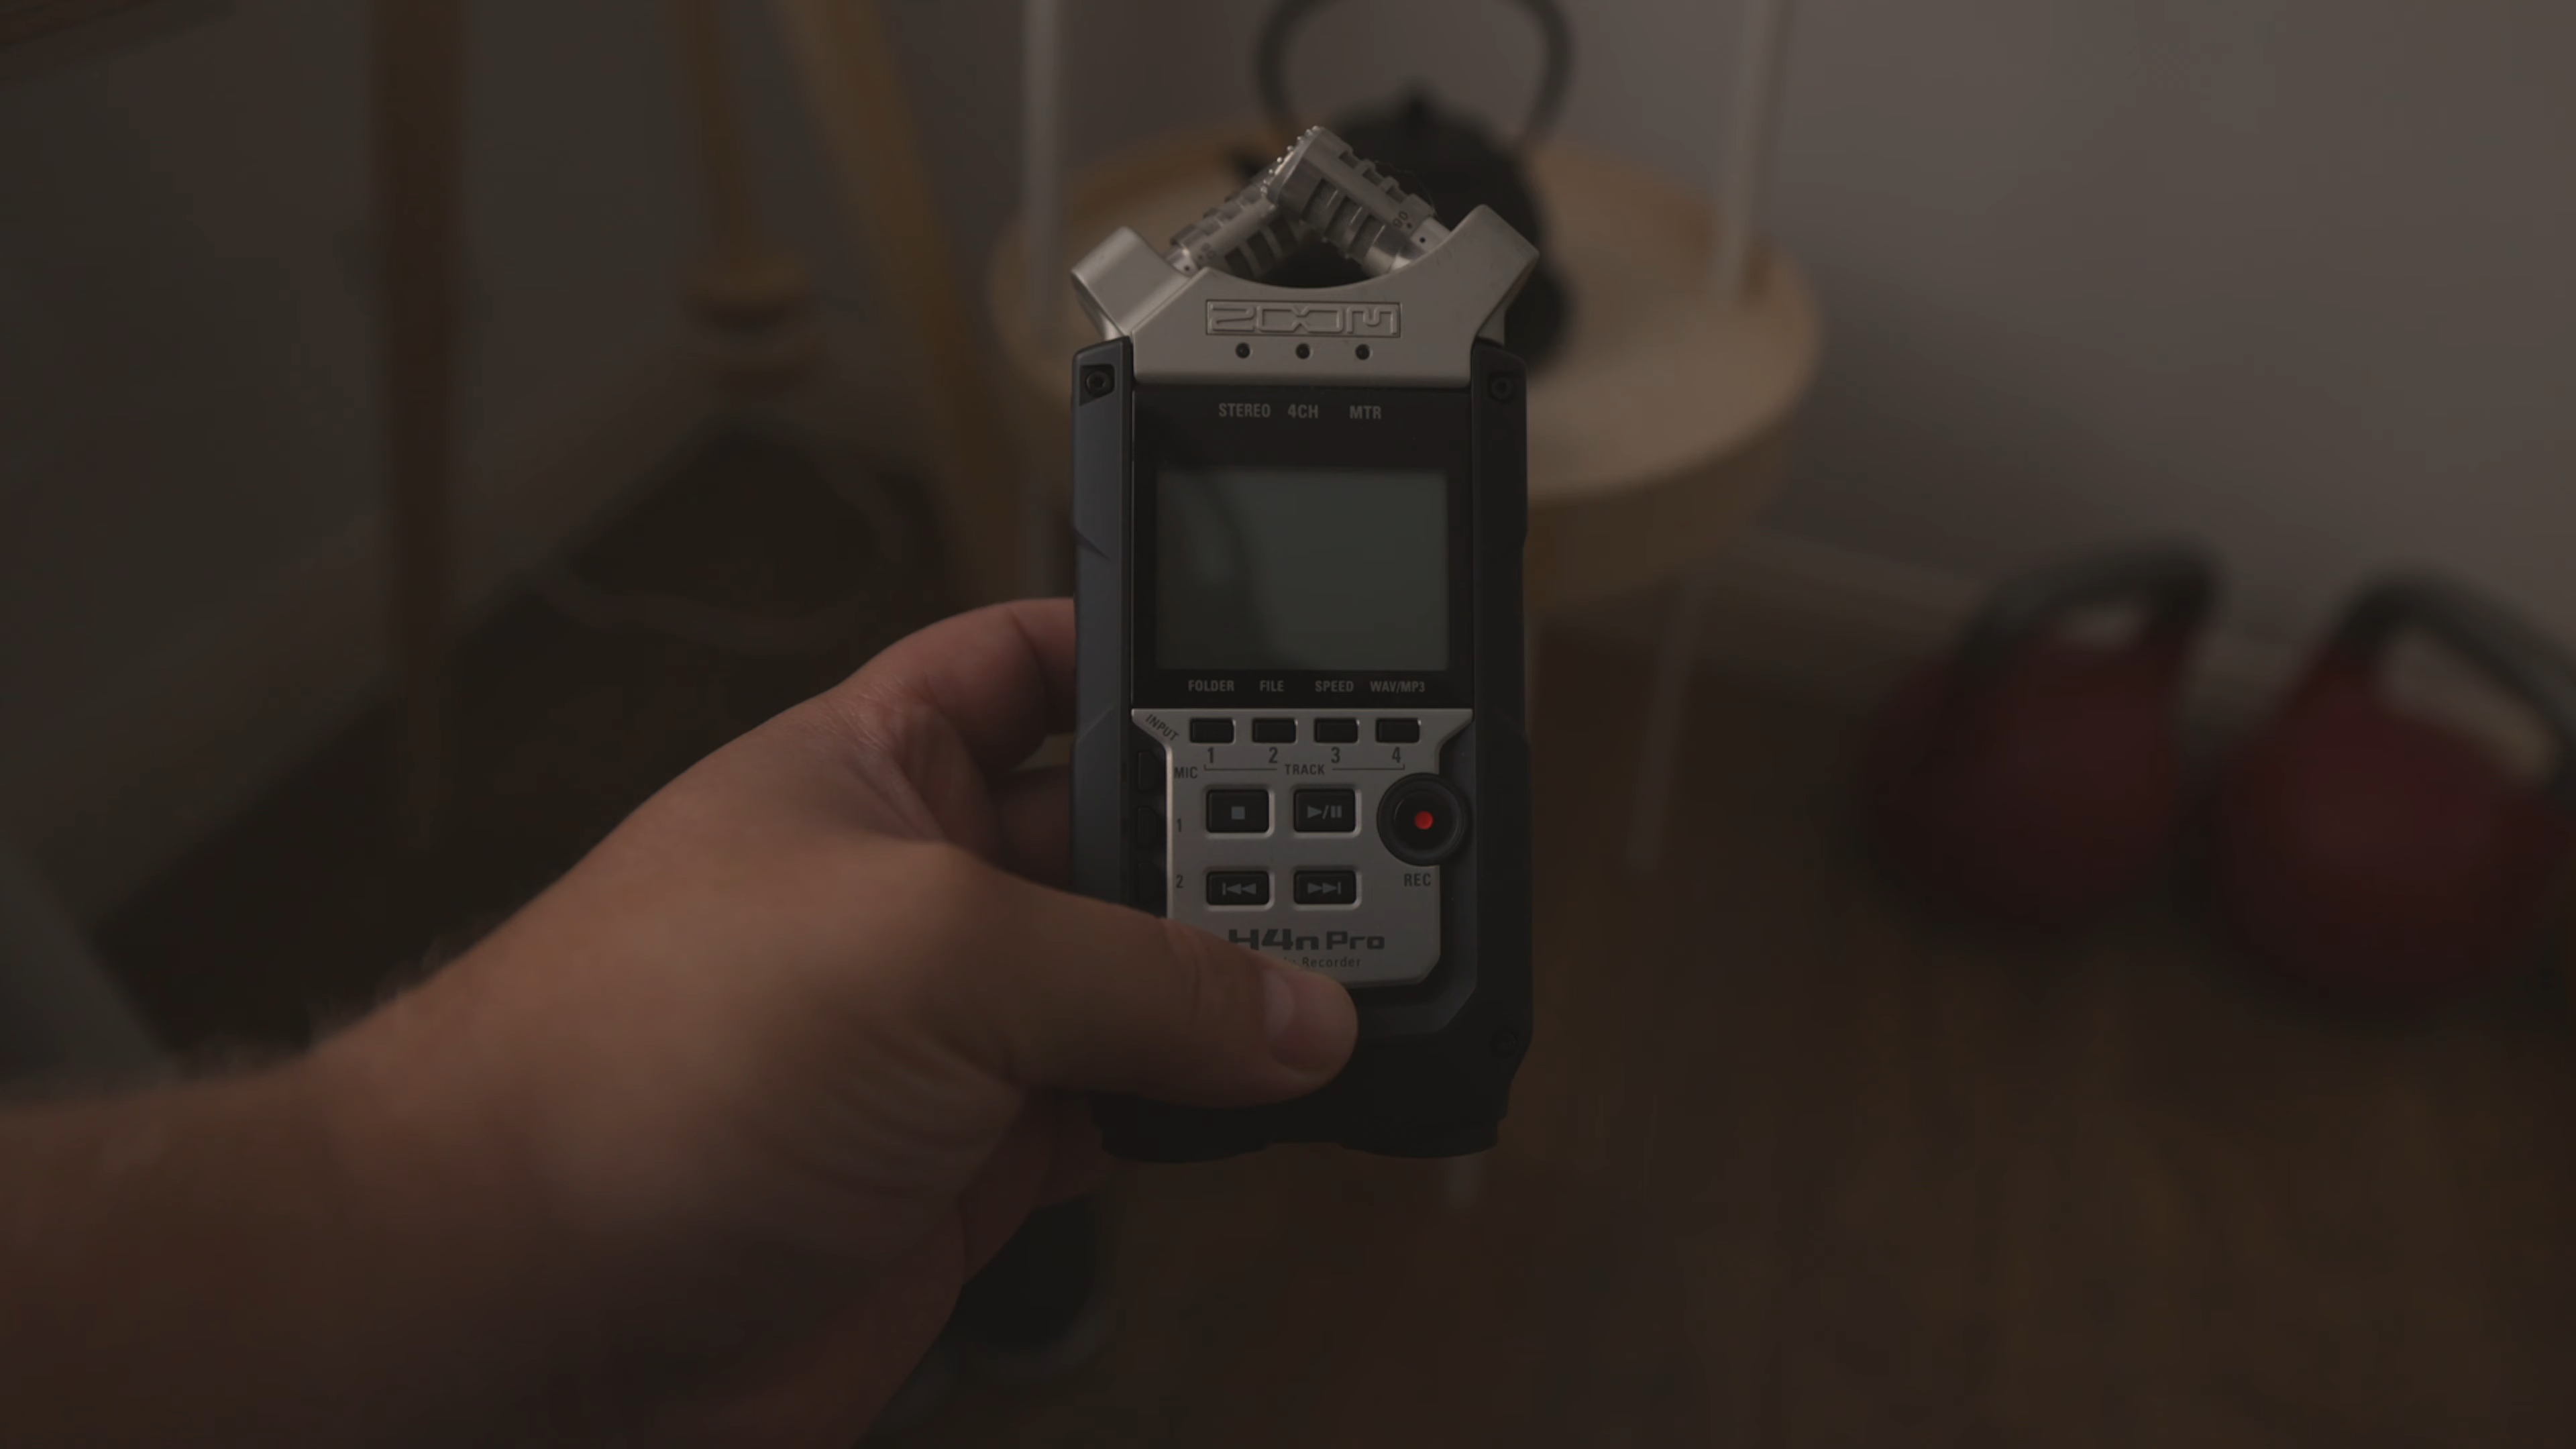 ZOOM
STEREO 4CH MTR
FOLDER FILE SPEED WAV/MP3
INPUT
1 2 3 4
MIC TRACK
1
2
REC
H4n Pro
Recorder